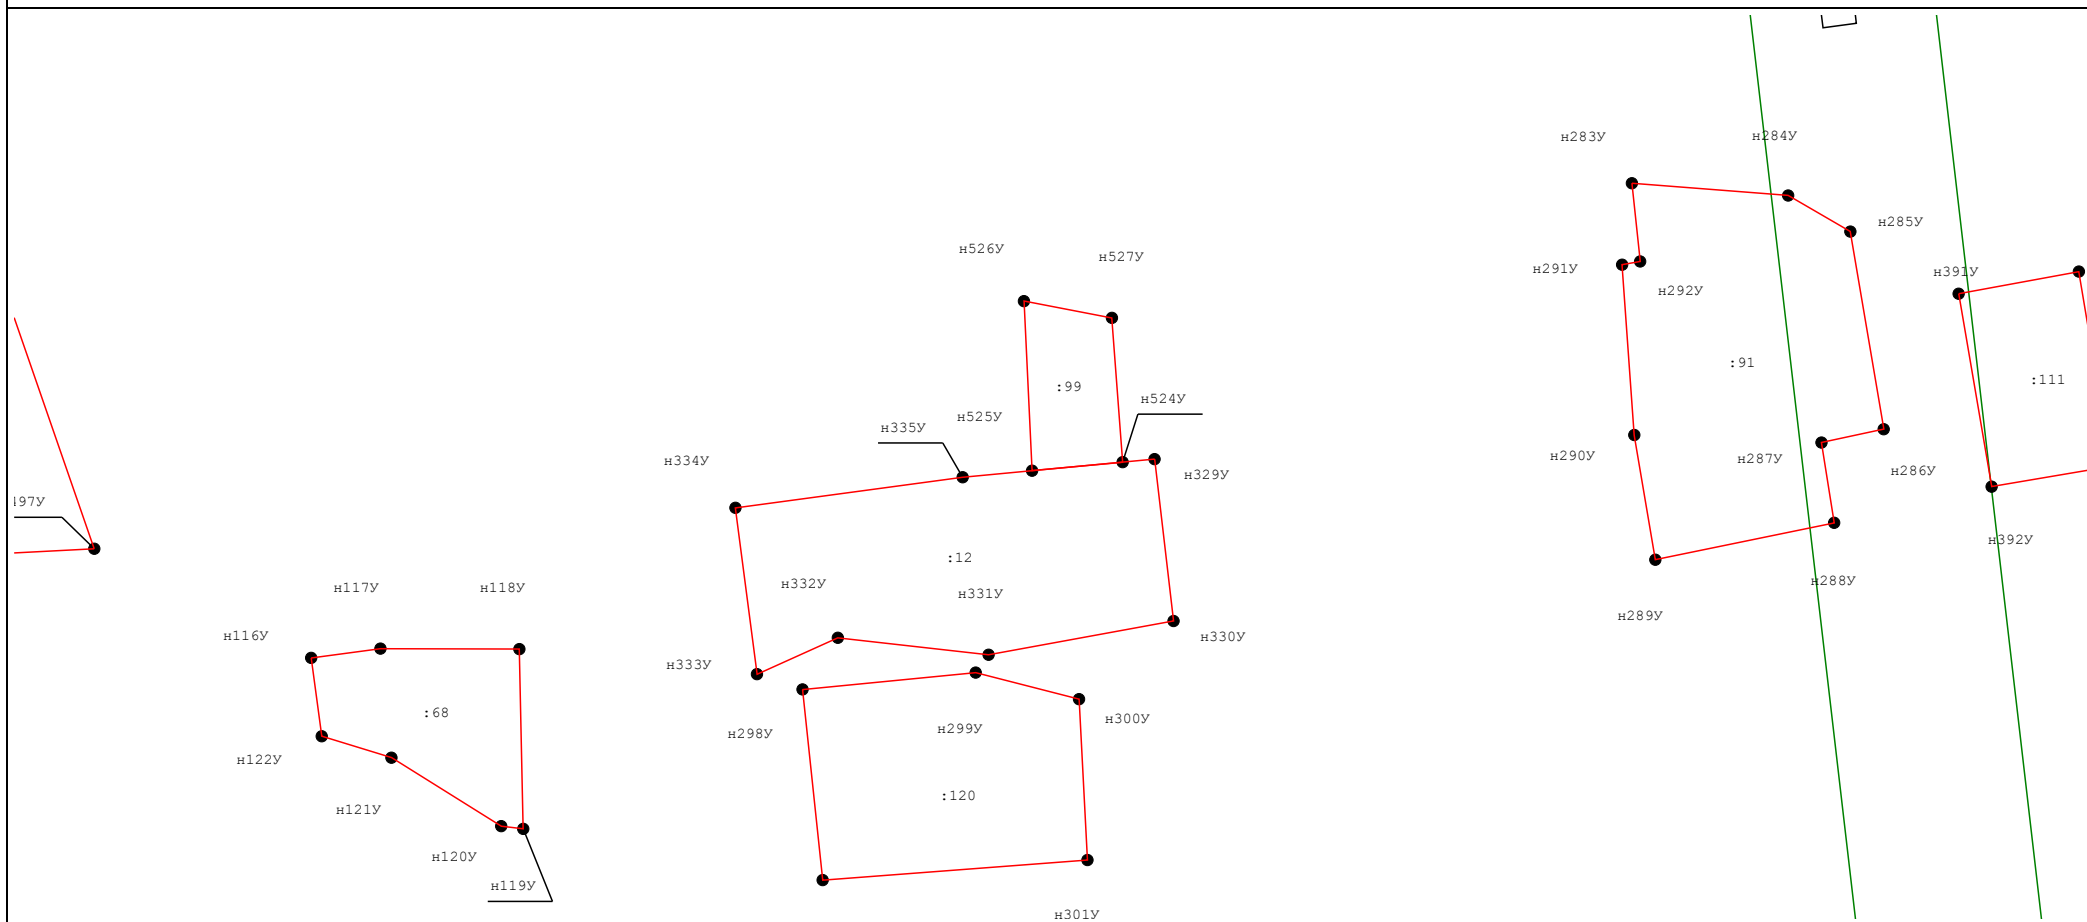 н283У
н284У
н285У
н526У
н527У
н291У
н292У
н391У
:91
:111
:99
н524У
н525У
н335У
н334У
н290У
н287У
н286У
н329У
н392У
:12
н332У
н331У
н288У
н289У
н117У
н118У
н116У
н330У
н333У
:68
н298У
н299У
н300У
н122У
:120
н121У
н120У
н119У
н301У